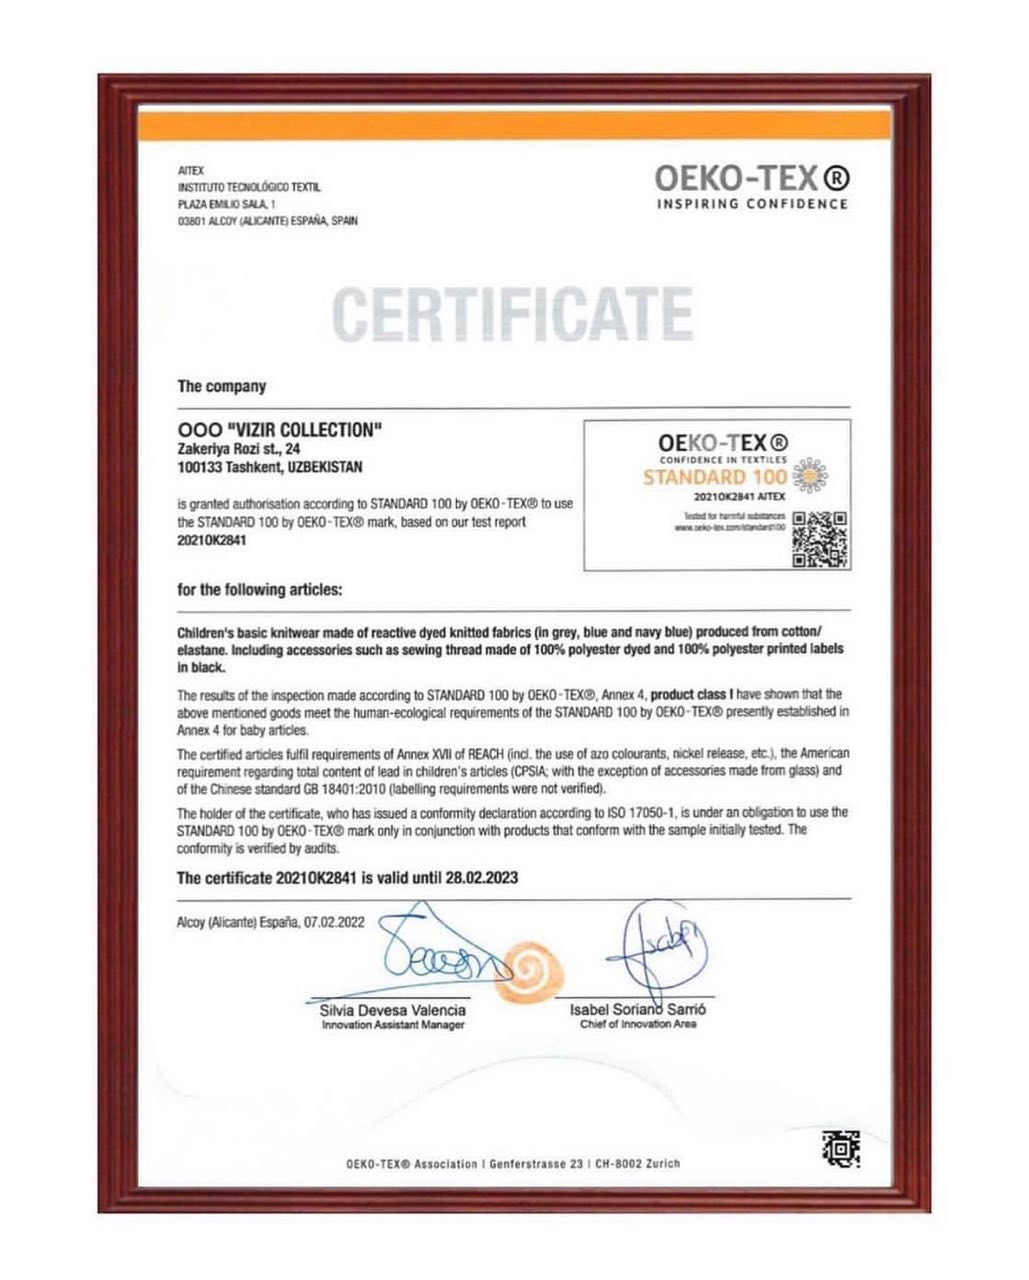 AITEX
INSTITUTO TECNOLÓGICO TEXTIL
PLAZA EMILIO SALA, 1
03801 ALCOY (ALICANTE) ESPAÑA, SPAIN
OEKO-TEX®
INSPIRING CONFIDENCE
CERTIFICATE
The company
OOO "VIZIR COLLECTION"
Zakeriya Rozi st., 24
100133 Tashkent, UZBEKISTAN
is granted authorisation according to STANDARD 100 by OEKO-TEX® to use
the STANDARD 100 by OEKO-TEX® mark, based on our test report
2021OK2841
OEKO-TEX®
CONFIDENCE IN TEXTILES
STANDARD 100
2021OK2841 AITEX
Tested for harmful substances
www.oeko-tex.com/standard100
for the following articles:
Children's basic knitwear made of reactive dyed knitted fabrics (in grey, blue and navy blue) produced from cotton/
elastane. Including accessories such as sewing thread made of 100% polyester dyed and 100% polyester printed labels
in black.
The results of the inspection made according to STANDARD 100 by OEKO-TEX®, Annex 4, product class I have shown that the
above mentioned goods meet the human-ecological requirements of the STANDARD 100 by OEKO-TEX® presently established in
Annex 4 for baby articles.
The certified articles fulfil requirements of Annex XVII of REACH (incl. the use of azo colourants, nickel release, etc.), the American
requirement regarding total content of lead in children's articles (CPSIA; with the exception of accessories made from glass) and
of the Chinese standard GB 18401:2010 (labelling requirements were not verified).
The holder of the certificate, who has issued a conformity declaration according to ISO 17050-1, is under an obligation to use the
STANDARD 100 by OEKO-TEX® mark only in conjunction with products that conform with the sample initially tested. The
conformity is verified by audits.
The certificate 2021OK2841 is valid until 28.02.2023
Alcoy (Alicante) España, 07.02.2022
Silvia Devesa Valencia
Innovation Assistant Manager
Isabel Soriano Sarrió
Chief of Innovation Area
OEKO-TEX® Association | Genferstrasse 23 | CH-8002 Zurich